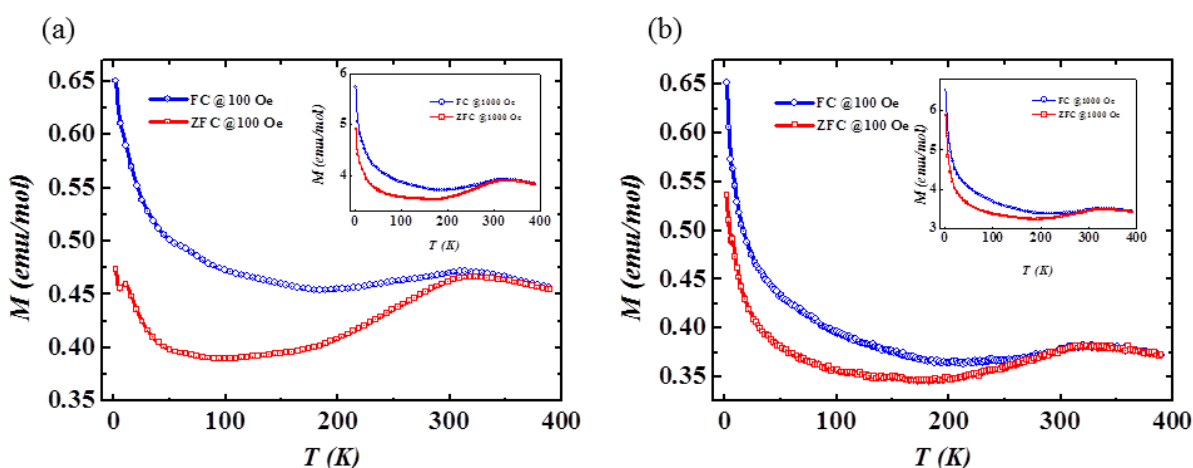 (a)
0.65
0.60
0.55
0.50
0.45
0.40
0.35
M (emu/mol)
0
100
200
300
400
T (K)
FC @100 Oe
ZFC @100 Oe
6
4
M (emu/mol)
0
100
200
300
400
T (K)
FC @1000 Oe
ZFC @1000 Oe
(b)
0.65
0.60
0.55
0.50
0.45
0.40
0.35
M (emu/mol)
0
100
200
300
400
T (K)
FC @100 Oe
ZFC @100 Oe
6
5
4
3
M (emu/mol)
0
100
200
300
400
T (K)
FC @1000 Oe
ZFC @1000 Oe